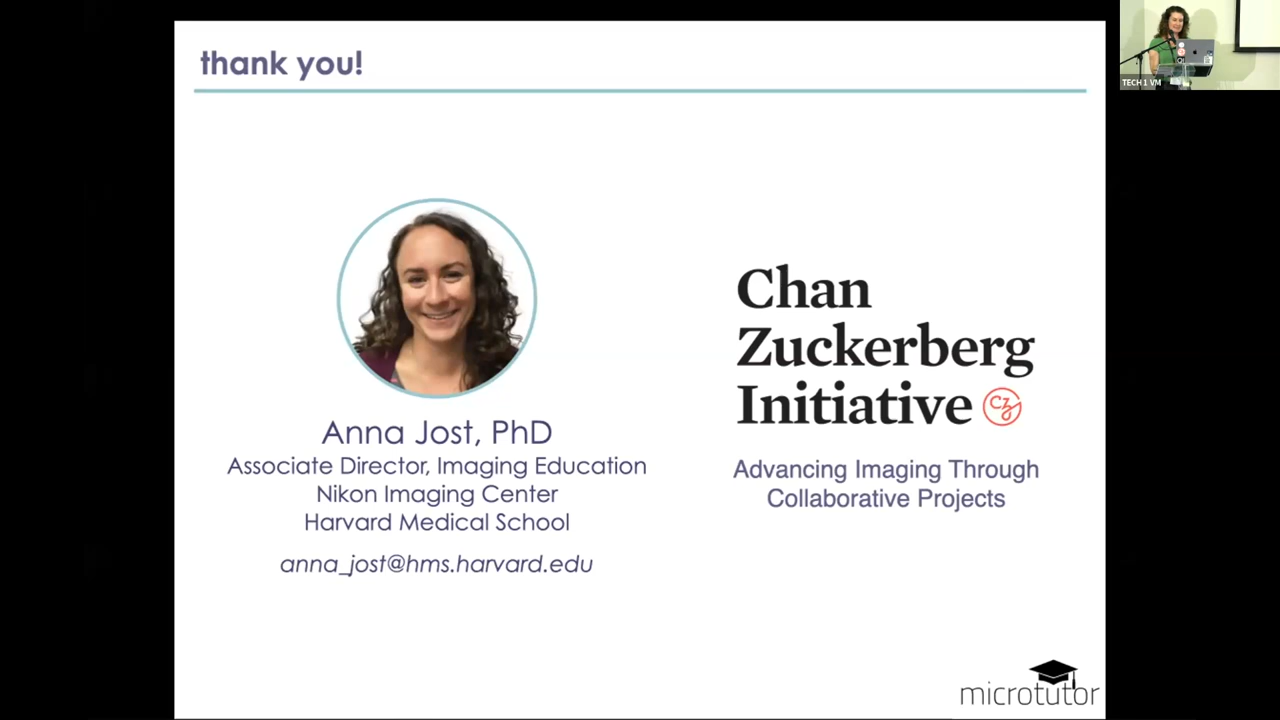 thank you!
Anna Jost, PhD
Associate Director, Imaging Education
Nikon Imaging Center
Harvard Medical School
anna_jost@hms.harvard.edu
Chan
Zuckerberg
Initiative
CZ
Advancing Imaging Through
Collaborative Projects
microtutor
TECH 1 VM